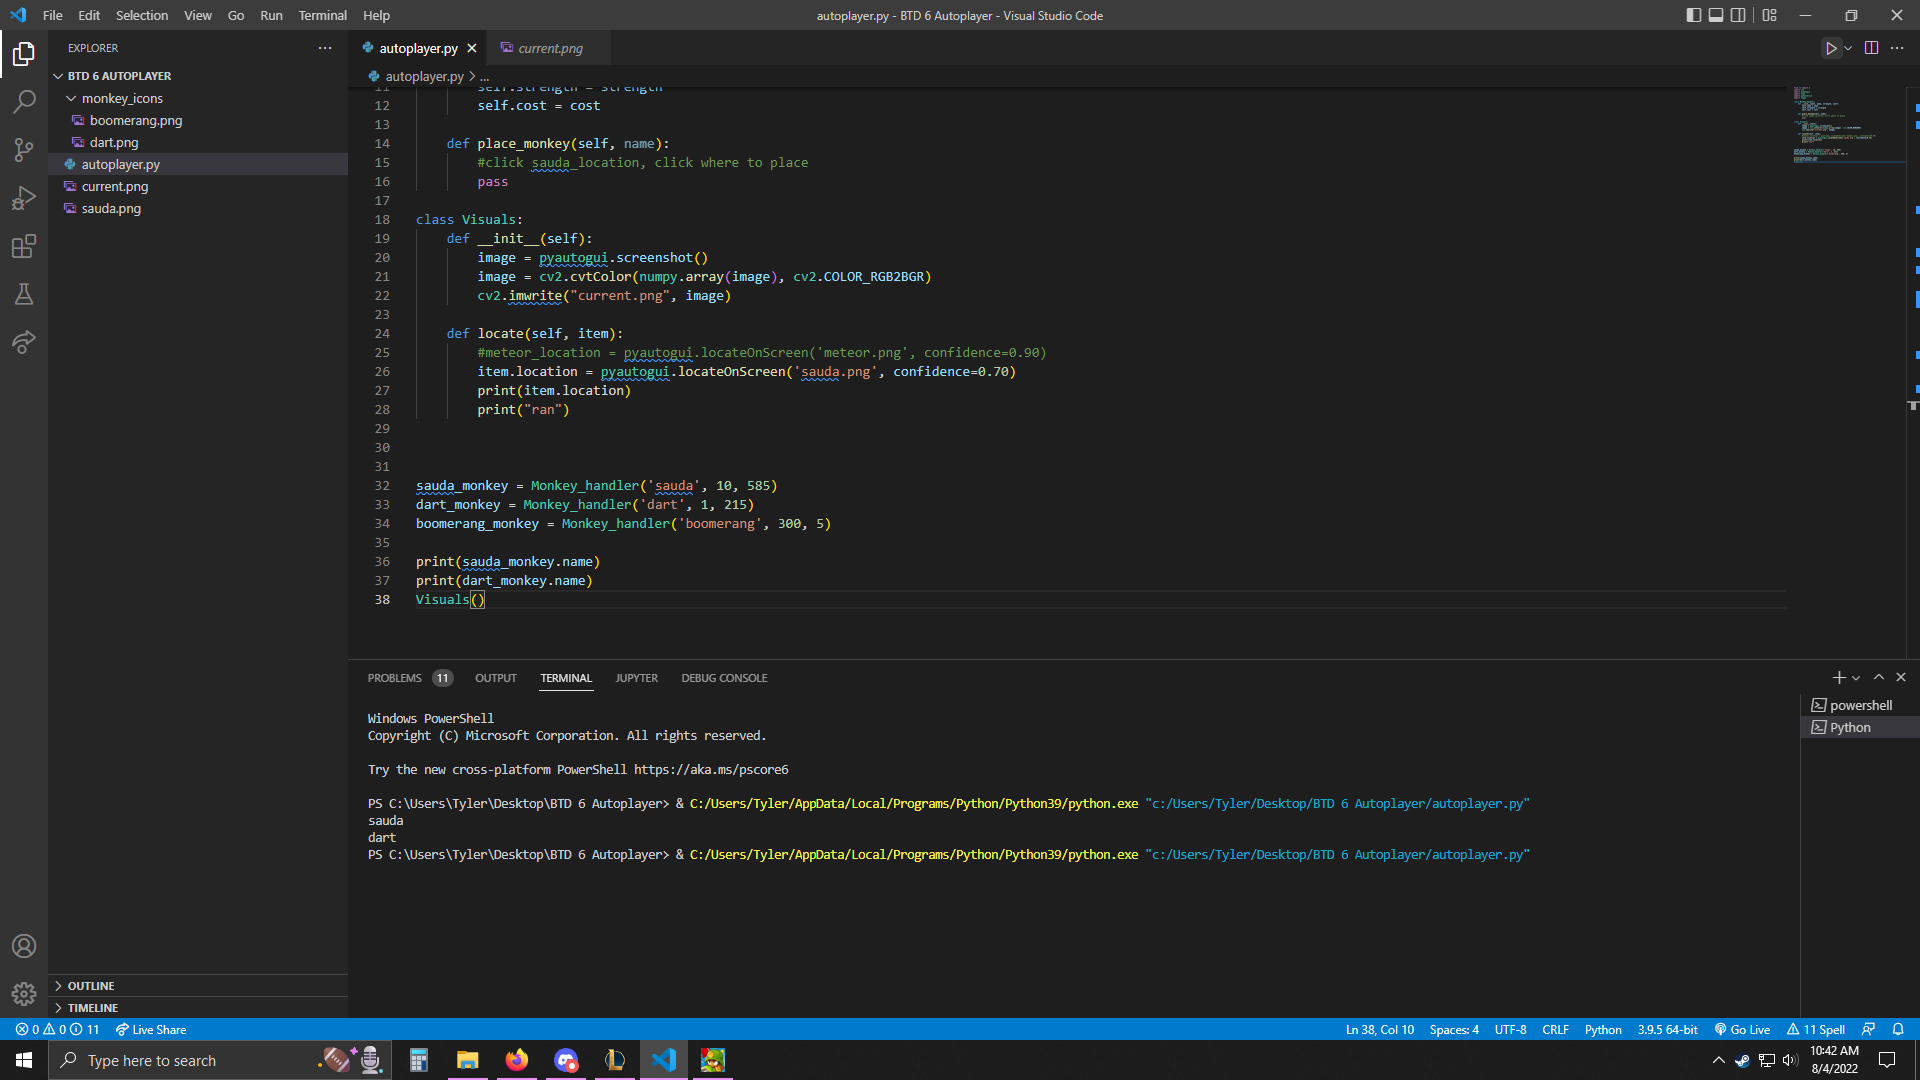 File Edit Selection View Go Run Terminal Help
autoplayer.py - BTD 6 Autoplayer - Visual Studio Code
EXPLORER
BTD 6 AUTOPLAYER
monkey_icons
boomerang.png
dart.png
autoplayer.py
current.png
sauda.png
OUTLINE
TIMELINE
autoplayer.py
current.png
autoplayer.py > ...
11 self.strength = strength
12 self.cost = cost
13
14 def place_monkey(self, name):
15 #click sauda_location, click where to place
16 pass
17
18 class Visuals:
19 def __init__(self):
20 image = pyautogui.screenshot()
21 image = cv2.cvtColor(numpy.array(image), cv2.COLOR_RGB2BGR)
22 cv2.imwrite("current.png", image)
23
24 def locate(self, item):
25 #meteor_location = pyautogui.locateOnScreen('meteor.png', confidence=0.90)
26 item.location = pyautogui.locateOnScreen('sauda.png', confidence=0.70)
27 print(item.location)
28 print("ran")
29
30
31
32 sauda_monkey = Monkey_handler('sauda', 10, 585)
33 dart_monkey = Monkey_handler('dart', 1, 215)
34 boomerang_monkey = Monkey_handler('boomerang', 300, 5)
35
36 print(sauda_monkey.name)
37 print(dart_monkey.name)
38 Visuals()
PROBLEMS 11 OUTPUT TERMINAL JUPYTER DEBUG CONSOLE
Windows PowerShell
Copyright (C) Microsoft Corporation. All rights reserved.
Try the new cross-platform PowerShell https://aka.ms/pscore6
PS C:\Users\Tyler\Desktop\BTD 6 Autoplayer> & C:/Users/Tyler/AppData/Local/Programs/Python/Python39/python.exe "c:/Users/Tyler/Desktop/BTD 6 Autoplayer/autoplayer.py"
sauda
dart
PS C:\Users\Tyler\Desktop\BTD 6 Autoplayer> & C:/Users/Tyler/AppData/Local/Programs/Python/Python39/python.exe "c:/Users/Tyler/Desktop/BTD 6 Autoplayer/autoplayer.py"
powershell
Python
0 0 11 Live Share
Ln 38, Col 10 Spaces: 4 UTF-8 CRLF Python 3.9.5 64-bit Go Live 11 Spell
Type here to search
10:42 AM
8/4/2022